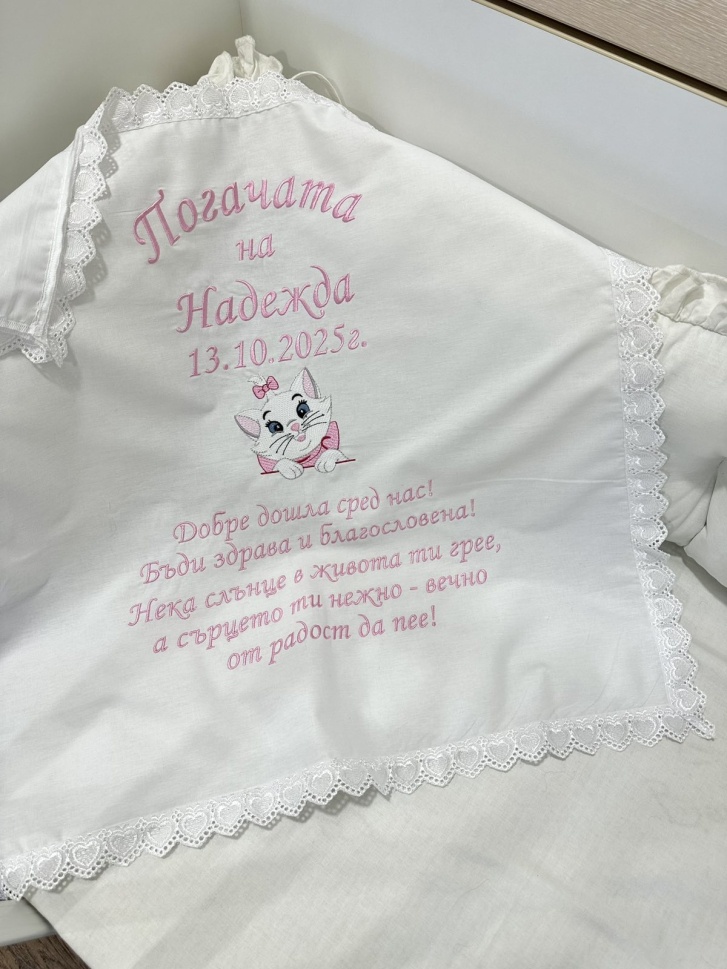 Погачата
на
Надежда
13.10.2025г.
Добре дошла сред нас!
Бъди здрава и благословена!
Нека слънце в живота ти грее,
а сърцето ти нежно - вечно
от радост да пее!